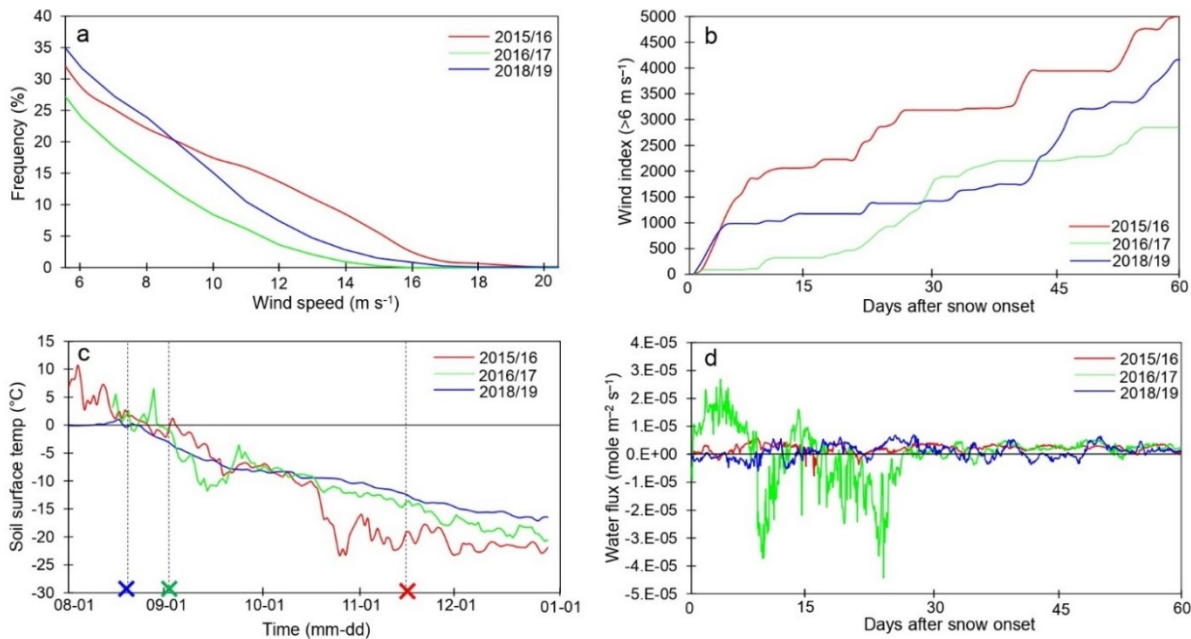 a
2015/16
2016/17
2018/19
Frequency (%)
40
35
30
25
20
15
10
5
0
6 8 10 12 14 16 18 20
Wind speed (m s⁻¹)
b
Wind index (>6 m s⁻¹)
5000
4500
4000
3500
3000
2500
2000
1500
1000
500
0
2015/16
2016/17
2018/19
0 15 30 45 60
Days after snow onset
c
2015/16
2016/17
2018/19
Soil surface temp (°C)
15
10
5
0
-5
-10
-15
-20
-25
-30
08-01 09-01 10-01 11-01 12-01 01-01
Time (mm-dd)
d
2015/16
2016/17
2018/19
Water flux (mole m⁻² s⁻¹)
4.E-05
3.E-05
2.E-05
1.E-05
0.E+00
-1.E-05
-2.E-05
-3.E-05
-4.E-05
-5.E-05
0 15 30 45 60
Days after snow onset